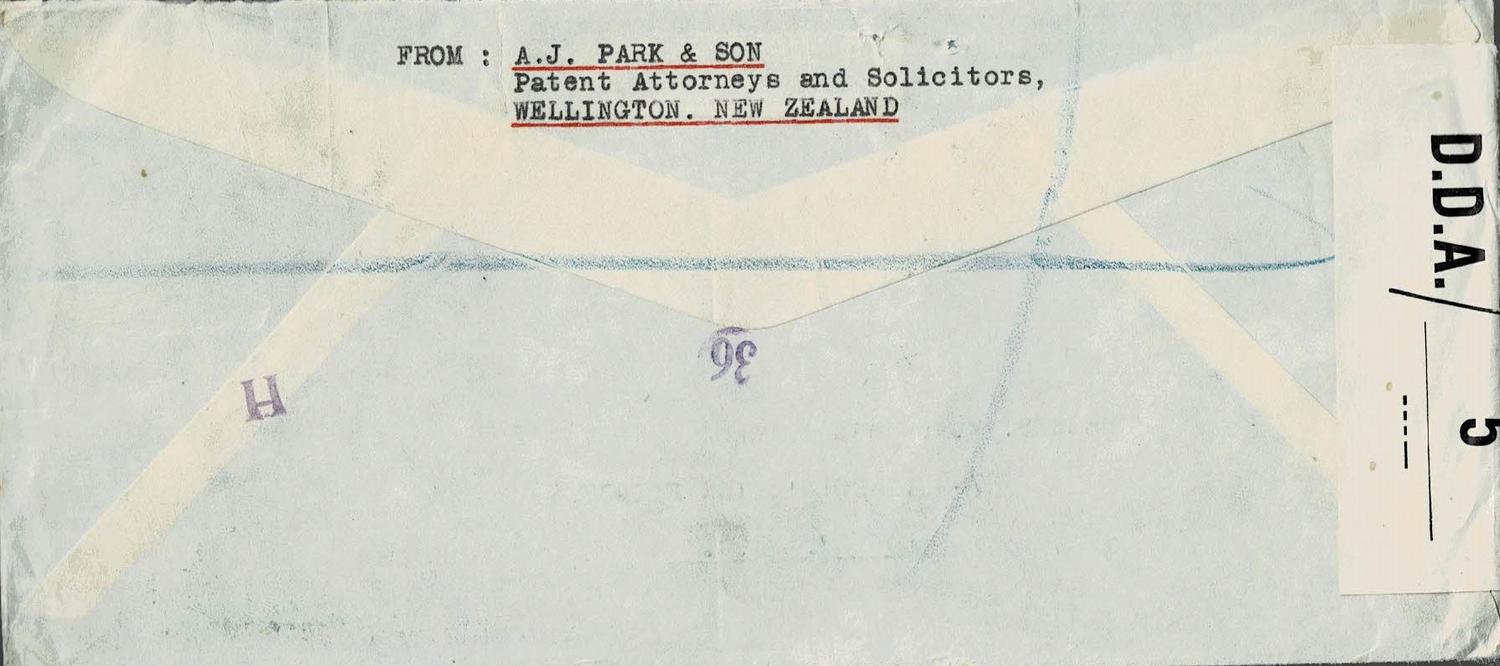 FROM : A.J. PARK & SON
Patent Attorneys and Solicitors,
WELLINGTON. NEW ZEALAND
D.D.A./
5
36
H